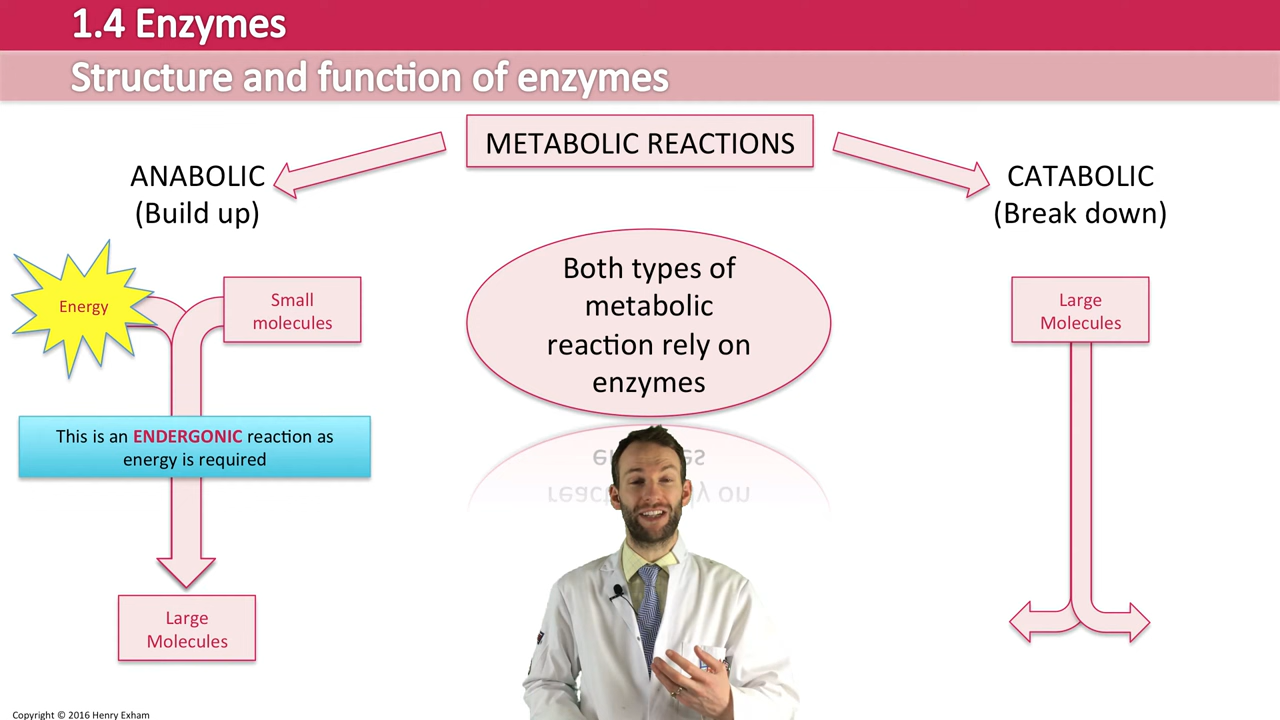 1.4 Enzymes
Structure and function of enzymes
METABOLIC REACTIONS
ANABOLIC
(Build up)
CATABOLIC
(Break down)
Energy
Small
molecules
Both types of
metabolic
reaction rely on
enzymes
Large
Molecules
This is an ENDERGONIC reaction as
energy is required
Large
Molecules
Copyright © 2016 Henry Exham